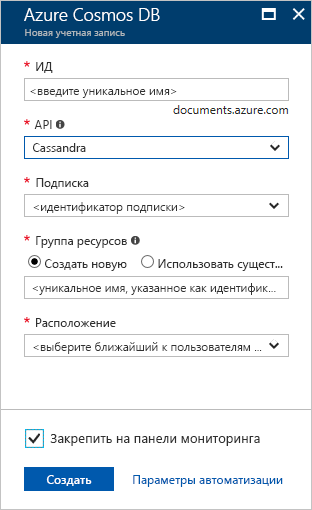 Azure Cosmos DB
Новая учетная запись
* ИД
<введите уникальное имя>
documents.azure.com
* API
Cassandra
* Подписка
<идентификатор подписки>
* Группа ресурсов
Создать новую Использовать сущест...
<уникальное имя, указанное как идентифик...
* Расположение
<выберите ближайший к пользователям ...
Закрепить на панели мониторинга
Создать Параметры автоматизации